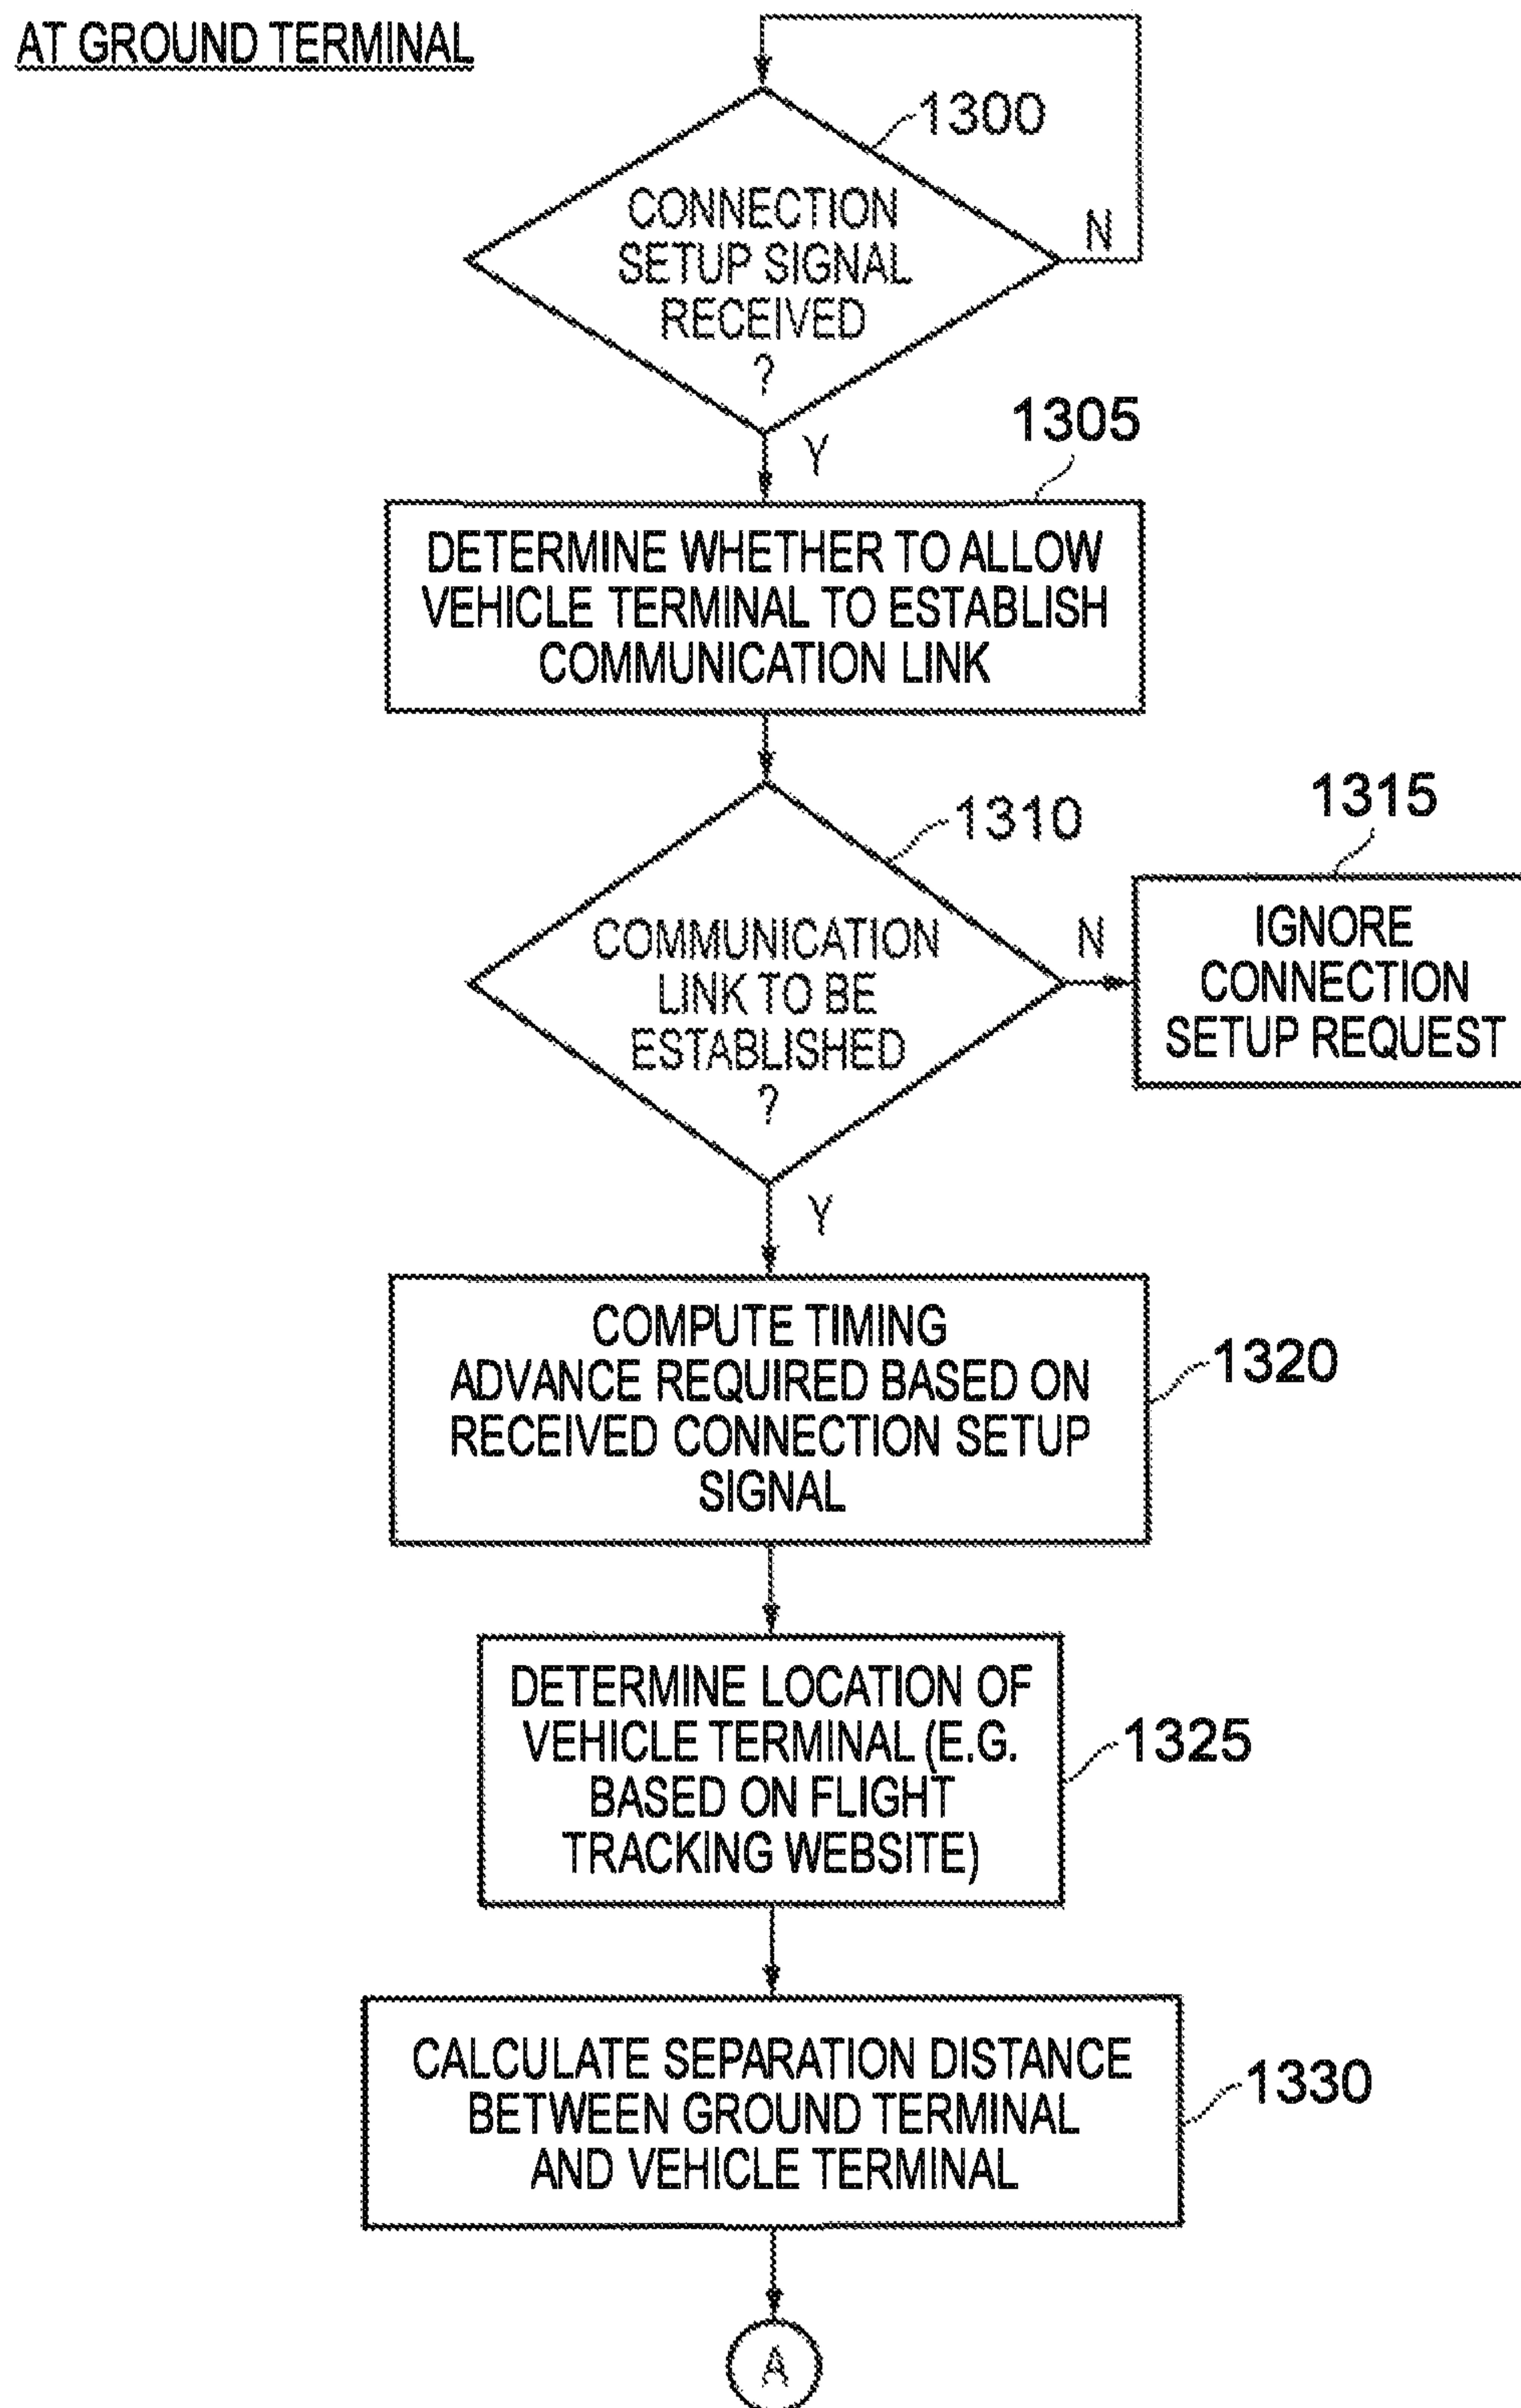 AT GROUND TERMINAL
1300
CONNECTION
SETUP SIGNAL
RECEIVED
?
N
Y
1305
DETERMINE WHETHER TO ALLOW
VEHICLE TERMINAL TO ESTABLISH
COMMUNICATION LINK
1310
COMMUNICATION
LINK TO BE
ESTABLISHED
?
N
1315
IGNORE
CONNECTION
SETUP REQUEST
Y
COMPUTE TIMING
ADVANCE REQUIRED BASED ON
RECEIVED CONNECTION SETUP
SIGNAL
1320
DETERMINE LOCATION OF
VEHICLE TERMINAL (E.G.
BASED ON FLIGHT
TRACKING WEBSITE)
1325
CALCULATE SEPARATION DISTANCE
BETWEEN GROUND TERMINAL
AND VEHICLE TERMINAL
1330
A